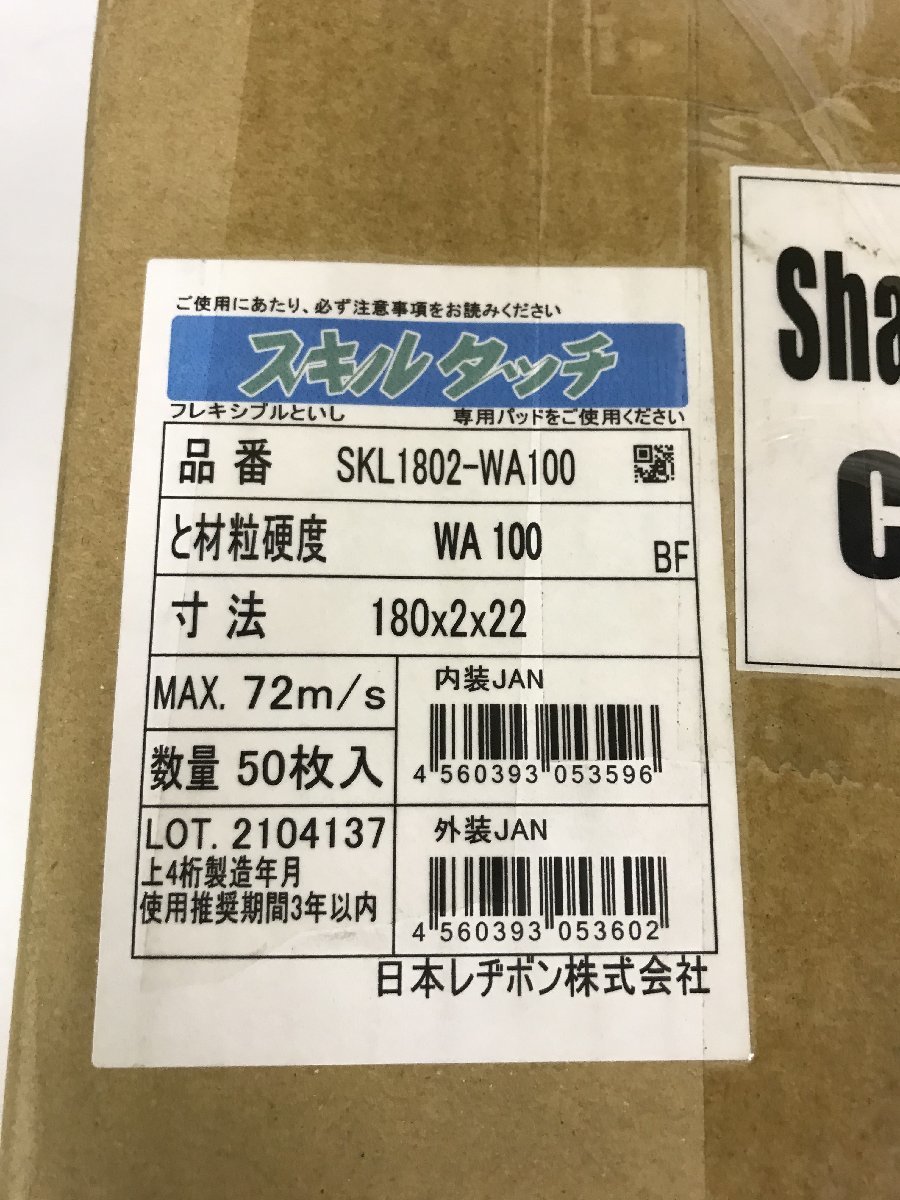 ご使用にあたり、必ず注意事項をお読みください
スキルタッチ
フレキシブルといし 専用パッドをご使用ください
品番 SKL1802-WA100
と材粒硬度 WA 100 BF
寸法 180x2x22
MAX. 72m/s
数量 50枚入
LOT. 2104137
上4桁製造年月
使用推奨期間3年以内
内装JAN
4 560393 053596
外装JAN
4 560393 053602
日本レヂボン株式会社
Sha
C